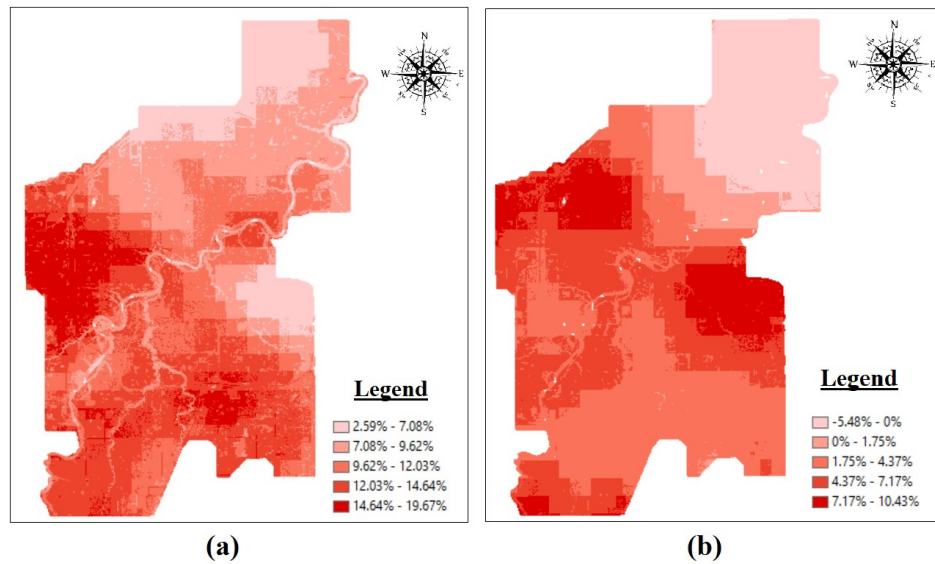 N
W E
S
Legend
2.59% - 7.08%
7.08% - 9.62%
9.62% - 12.03%
12.03% - 14.64%
14.64% - 19.67%
(a)
N
W E
S
Legend
-5.48% - 0%
0% - 1.75%
1.75% - 4.37%
4.37% - 7.17%
7.17% - 10.43%
(b)